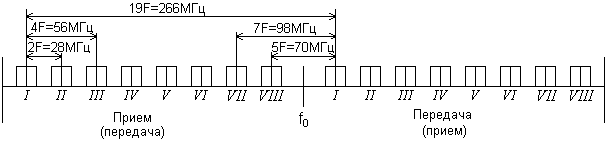 19F=266МГц
4F=56МГц
7F=98МГц
2F=28МГц
5F=70МГц
I II III IV V VI VII VIII I II III IV V VI VII VIII
Прием
(передача)
f0
Передача
(прием)